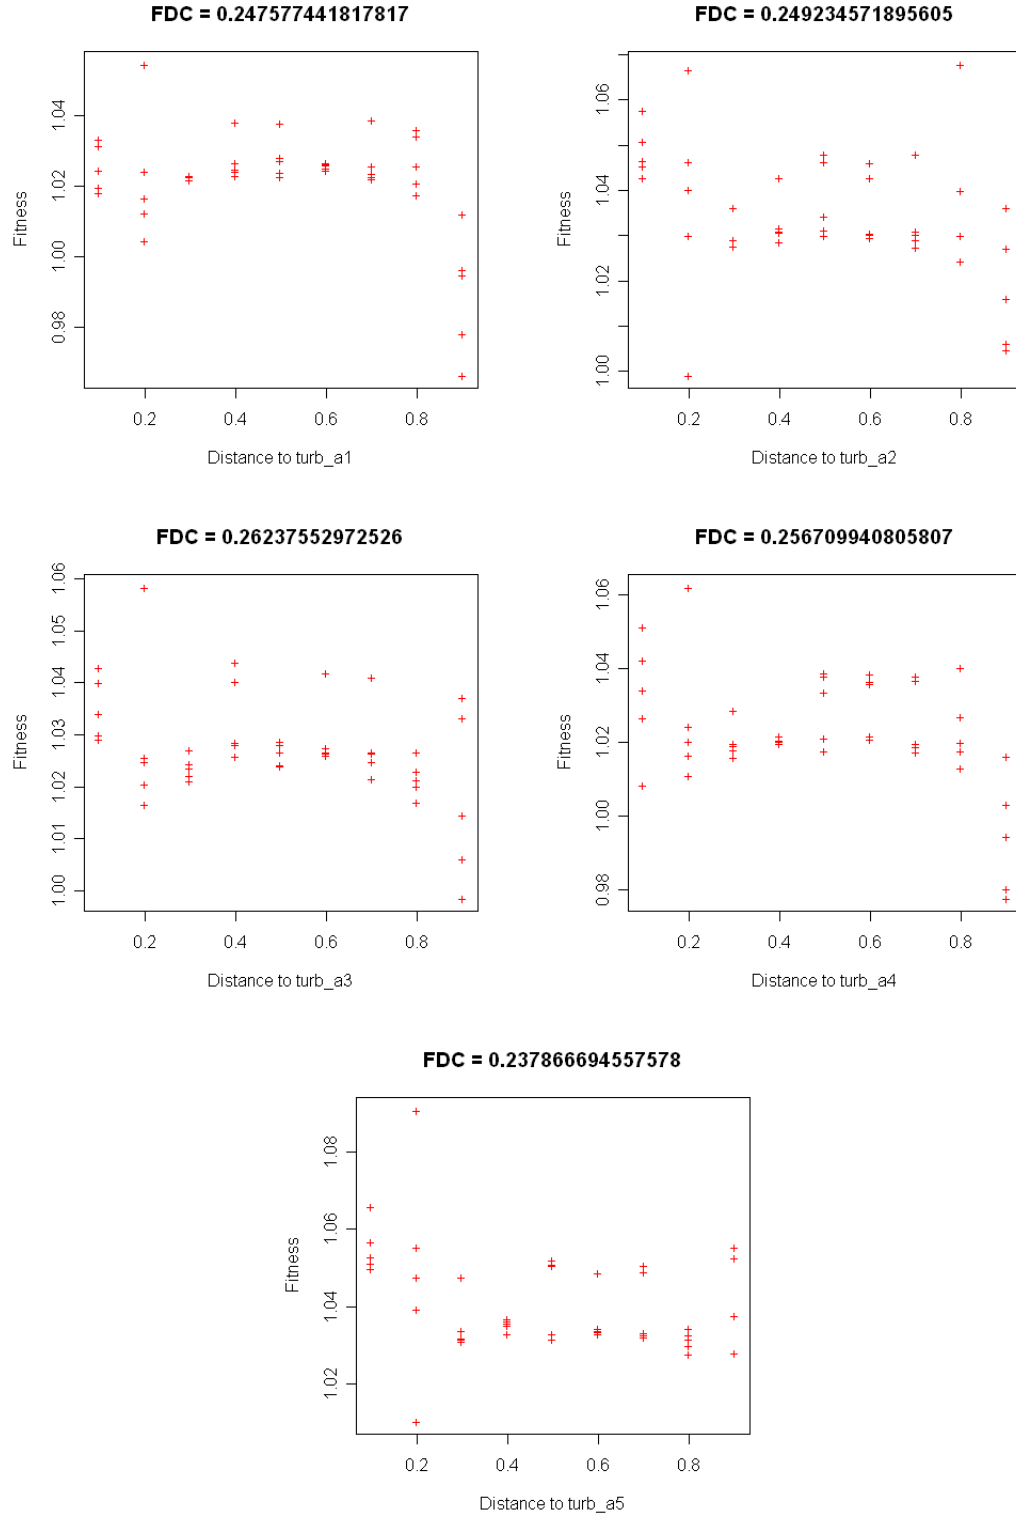 FDC = 0.247577441817817
Fitness
1.04
1.02
1.00
0.98
0.2 0.4 0.6 0.8
Distance to turb_a1
FDC = 0.249234571895605
Fitness
1.06
1.04
1.02
1.00
0.2 0.4 0.6 0.8
Distance to turb_a2
FDC = 0.26237552972526
Fitness
1.06
1.05
1.04
1.03
1.02
1.01
1.00
0.2 0.4 0.6 0.8
Distance to turb_a3
FDC = 0.256709940805807
Fitness
1.06
1.04
1.02
1.00
0.98
0.2 0.4 0.6 0.8
Distance to turb_a4
FDC = 0.237866694557578
Fitness
1.08
1.06
1.04
1.02
0.2 0.4 0.6 0.8
Distance to turb_a5